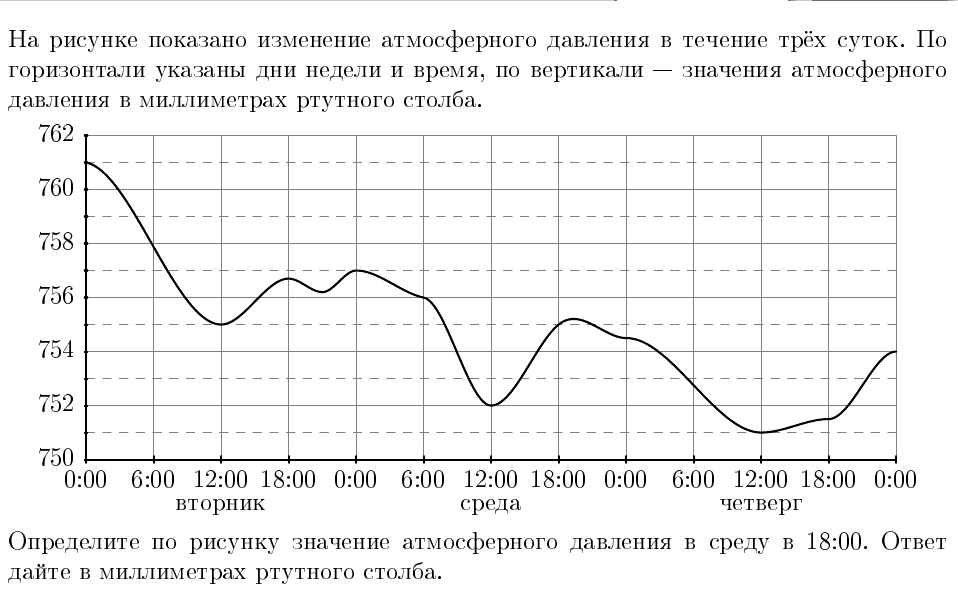 На рисунке показано изменение атмосферного давления в течение трёх суток. По
горизонтали указаны дни недели и время, по вертикали — значения атмосферного
давления в миллиметрах ртутного столба.
762
760
758
756
754
752
750
0:00 6:00 12:00 18:00 0:00 6:00 12:00 18:00 0:00 6:00 12:00 18:00 0:00
вторник среда четверг
Определите по рисунку значение атмосферного давления в среду в 18:00. Ответ
дайте в миллиметрах ртутного столба.